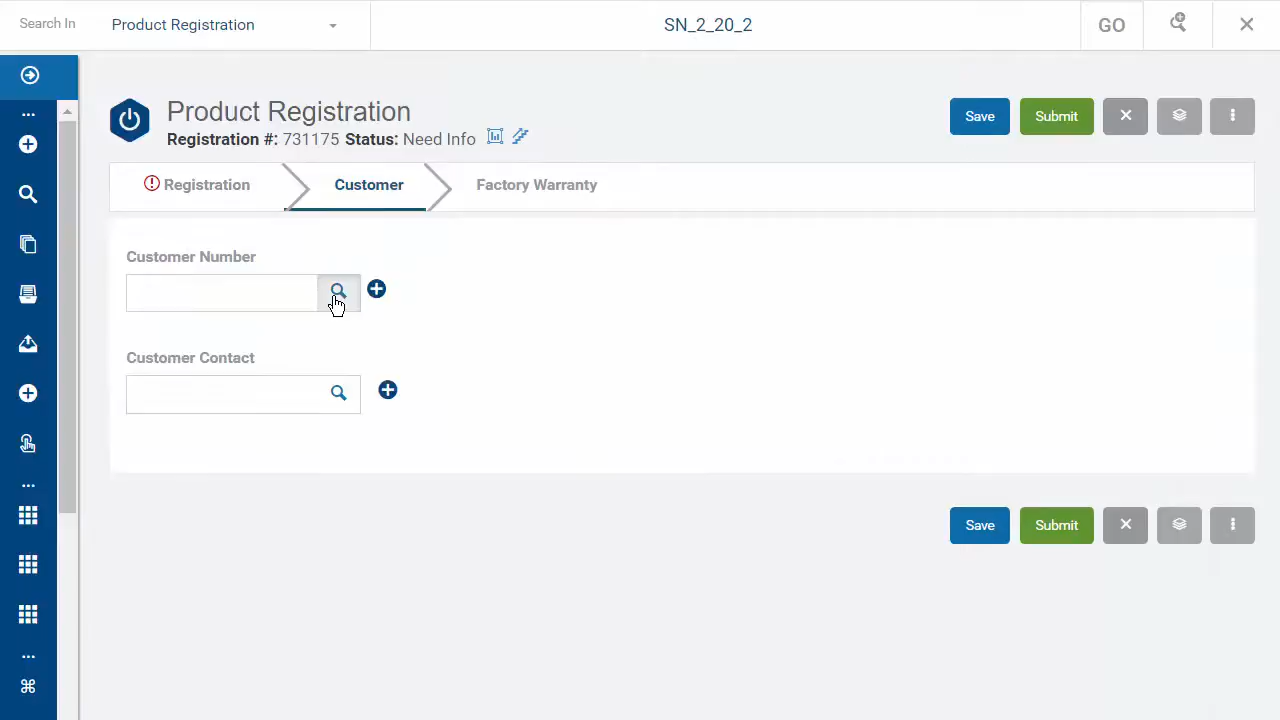 Search In
Product Registration
SN_2_20_2
GO
Product Registration
Registration #: 731175 Status: Need Info
Save
Submit
Registration
Customer
Factory Warranty
Customer Number
Customer Contact
Save
Submit